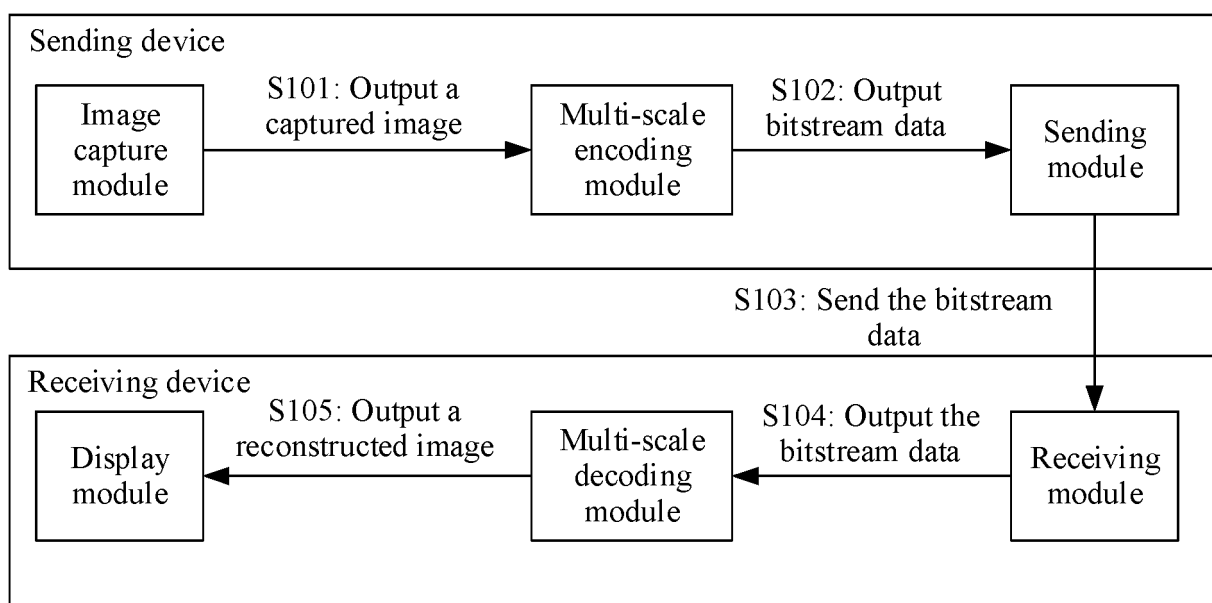 Sending device
Image
capture
module
S101: Output a
captured image
Multi-scale
encoding
module
S102: Output
bitstream data
Sending
module
S103: Send the bitstream
data
Receiving device
Display
module
S105: Output a
reconstructed image
Multi-scale
decoding
module
S104: Output the
bitstream data
Receiving
module